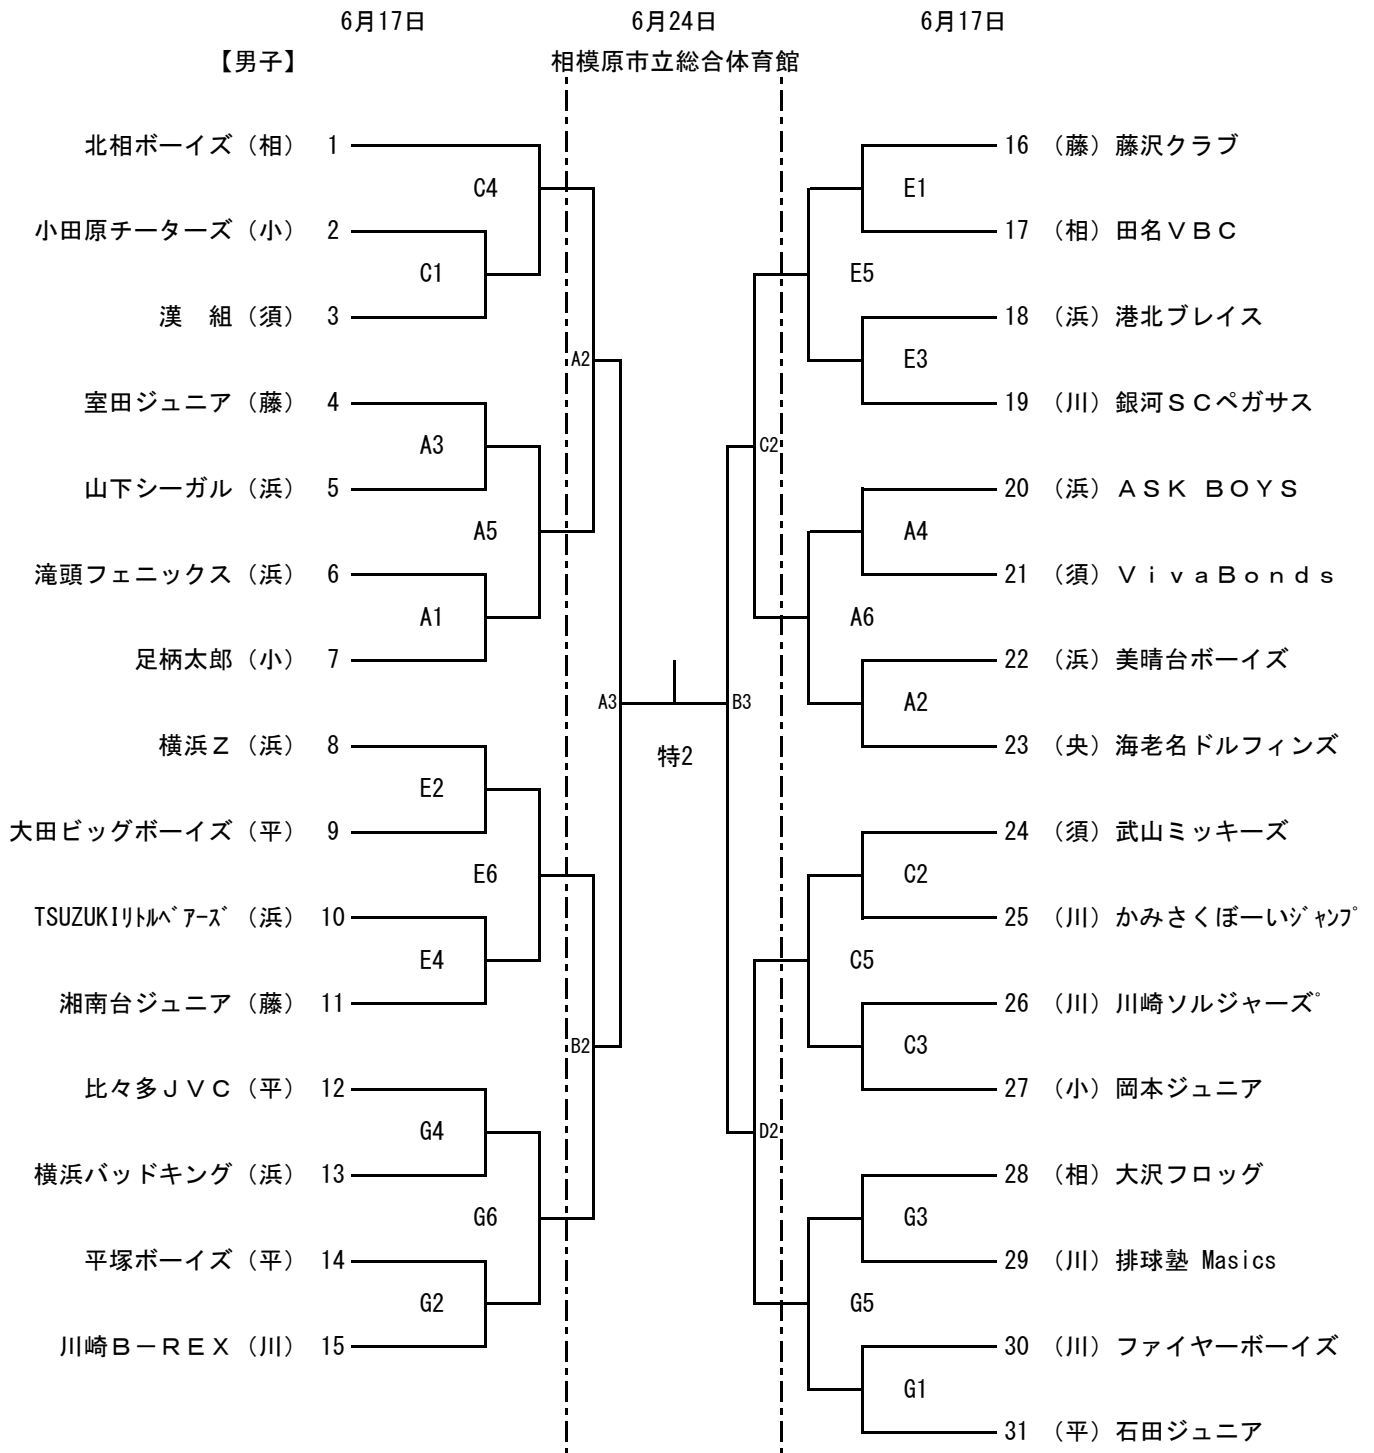 6月17日 6月24日 6月17日
【男子】 相模原市立総合体育館
北相ボーイズ（相） 1 16 （藤）藤沢クラブ
C4 E1
小田原チーターズ（小） 2 17 （相）田名ＶＢＣ
C1 E5
漢　組（須） 3 18 （浜）港北ブレイス
A2 E3
室田ジュニア（藤） 4 19 （川）銀河ＳＣペガサス
A3 C2
山下シーガル（浜） 5 20 （浜）ＡＳＫ ＢＯＹＳ
A5 A4
滝頭フェニックス（浜） 6 21 （須）ＶｉｖａＢｏｎｄｓ
A1 A6
足柄太郎（小） 7 22 （浜）美晴台ボーイズ
A3 B3 A2
横浜Ｚ（浜） 8 特2 23 （央）海老名ドルフィンズ
E2
大田ビッグボーイズ（平） 9 24 （須）武山ミッキーズ
E6 C2
TSUZUKIﾘﾄﾙﾍﾞｱｰｽﾞ（浜） 10 25 （川）かみさくぼーいｼﾞｬﾝﾌﾟ
E4 C5
湘南台ジュニア（藤） 11 26 （川）川崎ソルジャーズﾟ
B2 C3
比々多ＪＶＣ（平） 12 27 （小）岡本ジュニア
G4 D2
横浜バッドキング（浜） 13 28 （相）大沢フロッグ
G6 G3
平塚ボーイズ（平） 14 29 （川）排球塾 Masics
G2 G5
川崎Ｂ－ＲＥＸ（川） 15 30 （川）ファイヤーボーイズ
G1
31 （平）石田ジュニア